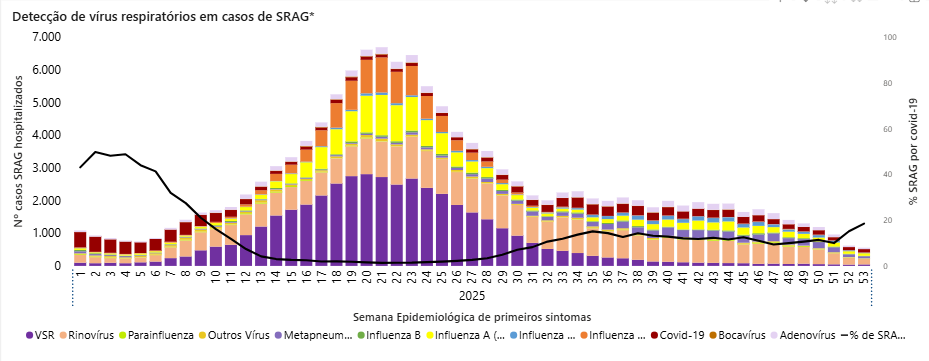 Detecção de vírus respiratórios em casos de SRAG*
7.000
6.000
5.000
4.000
3.000
2.000
1.000
0
N° casos SRAG hospitalizados
100
80
60
40
20
0
% SRAG por covid-19
1 2 3 4 5 6 7 8 9 10 11 12 13 14 15 16 17 18 19 20 21 22 23 24 25 26 27 28 29 30 31 32 33 34 35 36 37 38 39 40 41 42 43 44 45 46 47 48 49 50 51 52 53
2025
Semana Epidemiológica de primeiros sintomas
VSR Rinovírus Parainfluenza Outros Vírus Metapneum... Influenza B Influenza A (... Influenza ... Influenza ... Covid-19 Bocavírus Adenovírus % de SRA...